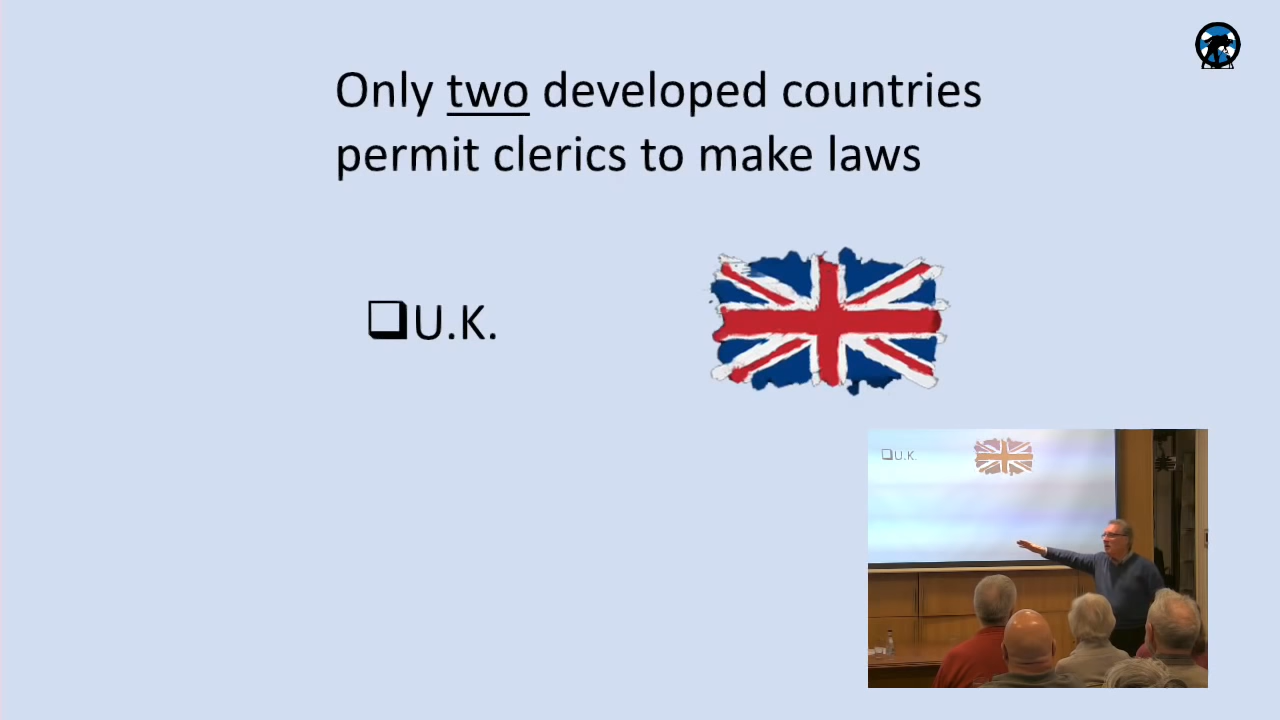 Only two developed countries
permit clerics to make laws
❑U.K.
❑U.K.